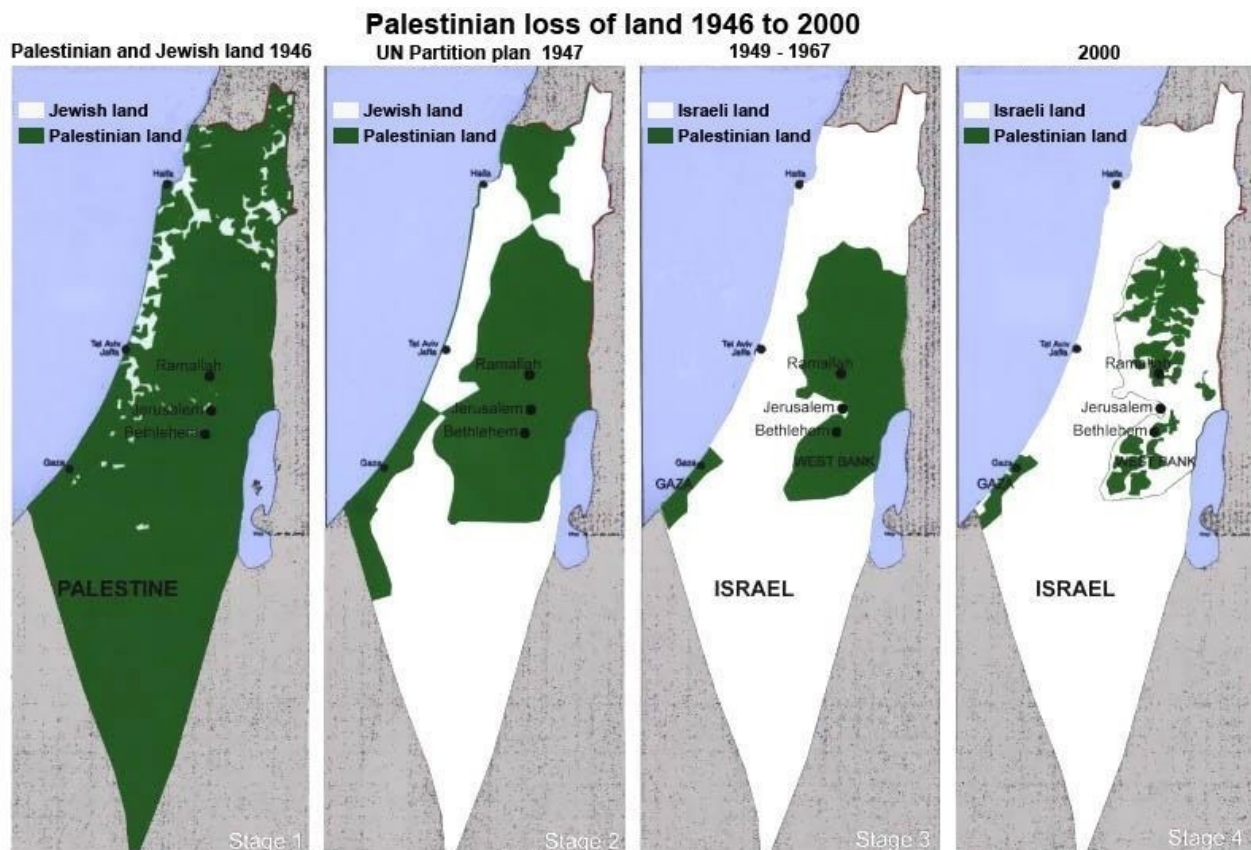 Palestinian loss of land 1946 to 2000
Palestinian and Jewish land 1946
Jewish land
Palestinian land
Haifa
Tel Aviv
Jaffa
Ramallah
Jerusalem
Bethlehem
Gaza
PALESTINE
Stage 1
UN Partition plan 1947
Jewish land
Palestinian land
Haifa
Tel Aviv
Jaffa
Ramallah
Jerusalem
Bethlehem
Gaza
Stage 2
1949 - 1967
Israeli land
Palestinian land
Haifa
Tel Aviv
Jaffa
Ramallah
Jerusalem
Bethlehem
WEST BANK
Gaza
GAZA
ISRAEL
Stage 3
2000
Israeli land
Palestinian land
Haifa
Tel Aviv
Jaffa
Ramallah
Jerusalem
Bethlehem
WEST BANK
Gaza
GAZA
ISRAEL
Stage 4